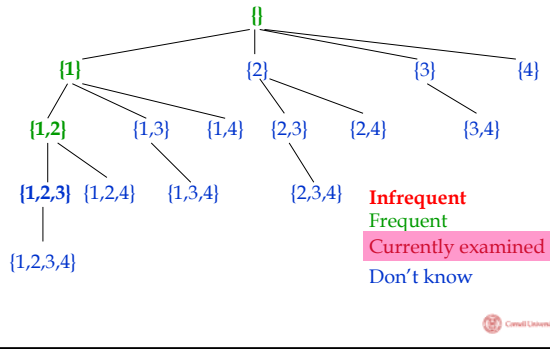 {}
{1} {2} {3} {4}
{1,2} {1,3} {1,4} {2,3} {2,4} {3,4}
{1,2,3} {1,2,4} {1,3,4} {2,3,4}
{1,2,3,4}
Infrequent
Frequent
Currently examined
Don't know
Cornell Universi